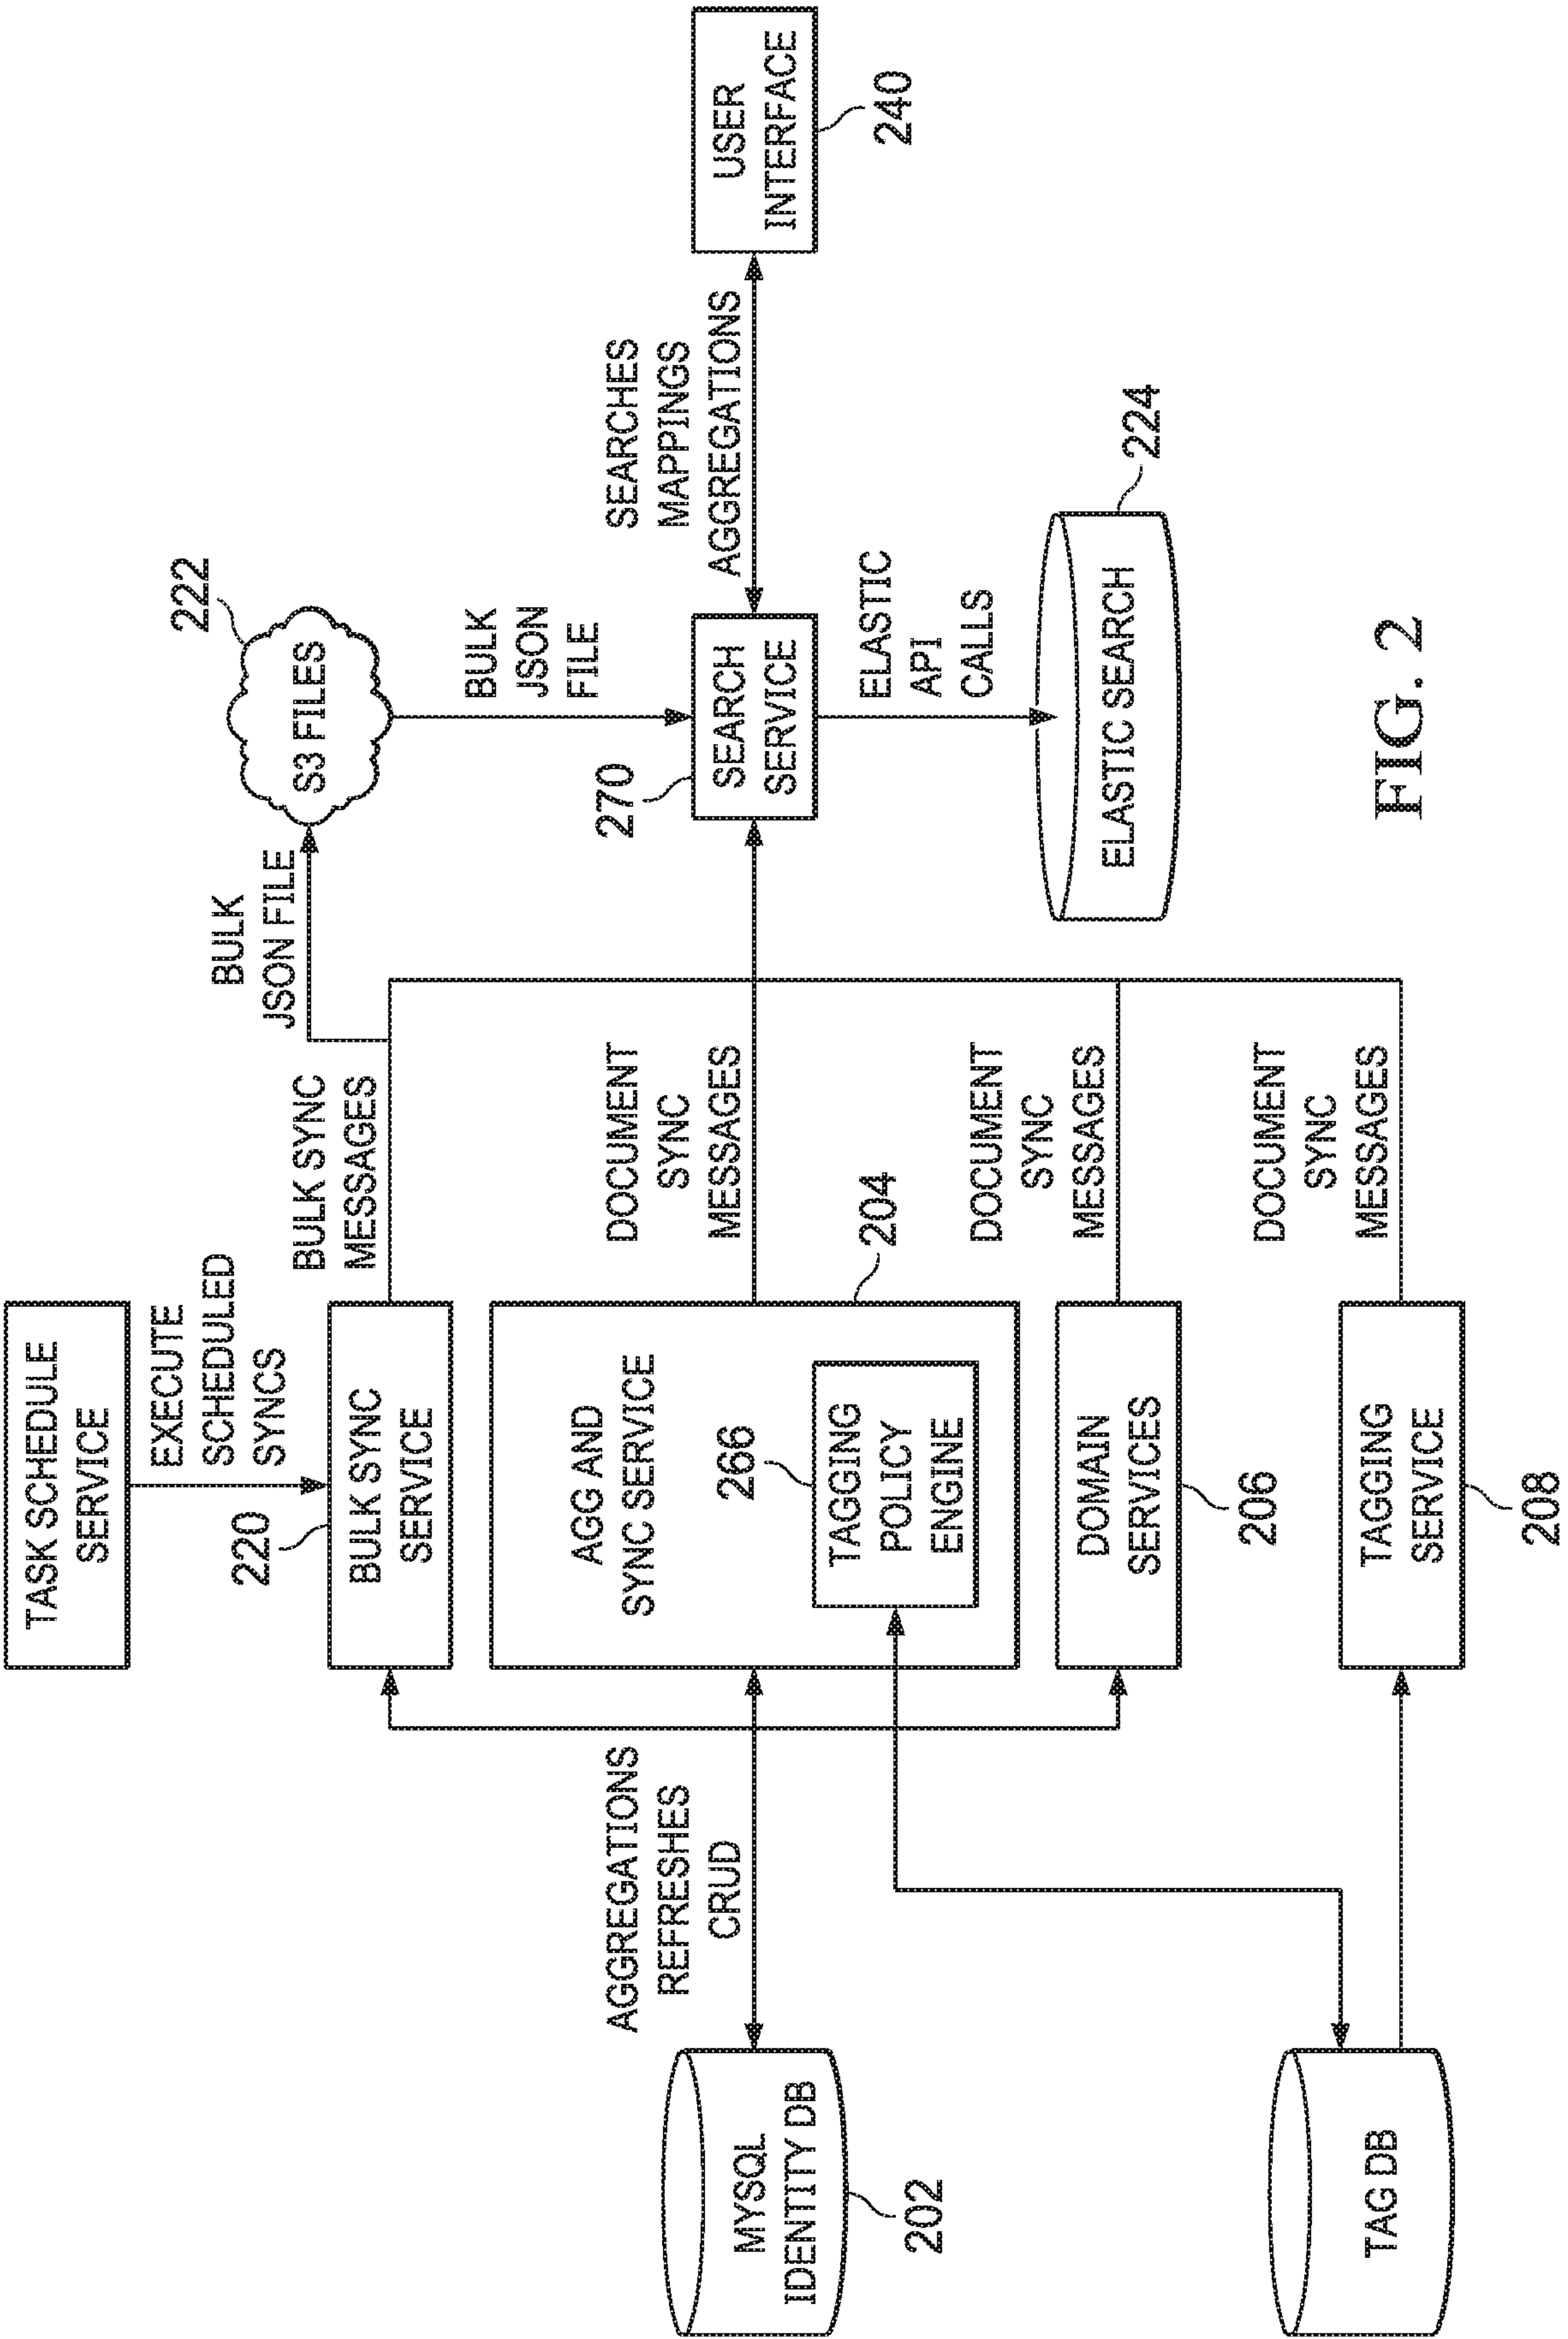 TASK SCHEDULE
SERVICE
EXECUTE
SCHEDULED
SYNCS
220
BULK SYNC
SERVICE
BULK SYNC
MESSAGES
BULK
JSON FILE
222
S3 FILES
BULK
JSON
FILE
AGGREGATIONS
REFRESHES
CRUD
MYSQL
IDENTITY DB
202
AGG AND
SYNC SERVICE
204
266
TAGGING
POLICY
ENGINE
DOCUMENT
SYNC
MESSAGES
270
SEARCH
SERVICE
SEARCHES
MAPPINGS
AGGREGATIONS
USER
INTERFACE
240
ELASTIC
API
CALLS
ELASTIC SEARCH
224
DOMAIN
SERVICES
206
DOCUMENT
SYNC
MESSAGES
TAG DB
TAGGING
SERVICE
208
DOCUMENT
SYNC
MESSAGES
FIG. 2